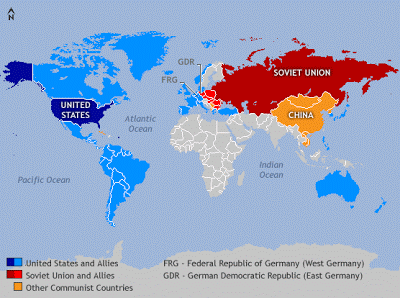 N
GDR
FRG
SOVIET UNION
UNITED
STATES
CHINA
Atlantic
Ocean
Indian
Ocean
Pacific Ocean
United States and Allies
Soviet Union and Allies
Other Communist Countries
FRG - Federal Republic of Germany (West Germany)
GDR - German Democratic Republic (East Germany)